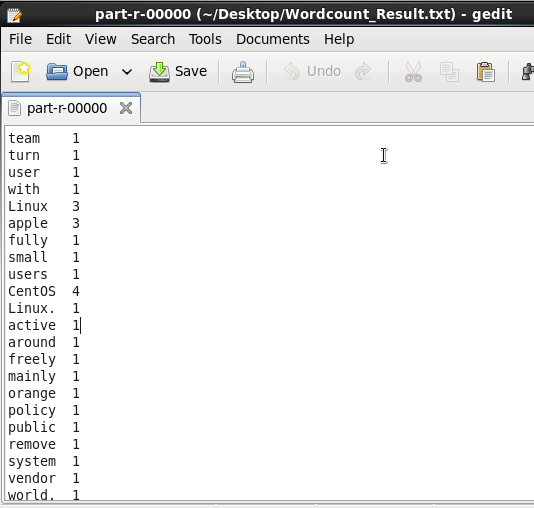 part-r-00000 (~/Desktop/Wordcount_Result.txt) - gedit
File Edit View Search Tools Documents Help
Open Save Undo
part-r-00000
team 1
turn 1
user 1
with 1
Linux 3
apple 3
fully 1
small 1
users 1
CentOS 4
Linux. 1
active 1
around 1
freely 1
mainly 1
orange 1
policy 1
public 1
remove 1
system 1
vendor 1
world. 1